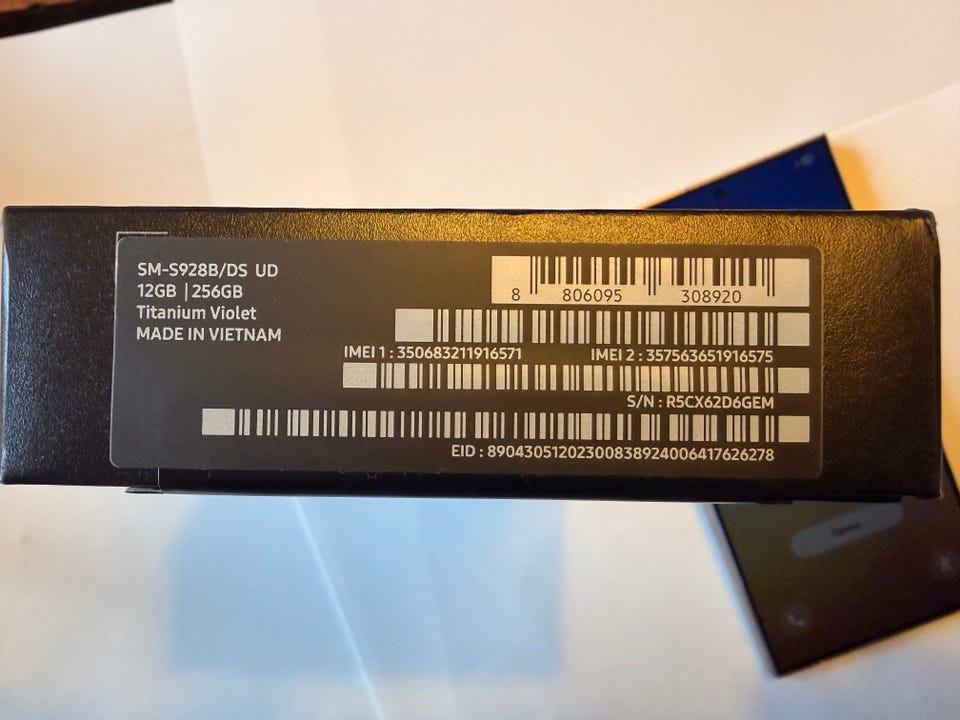 SM-S928B/DS UD
12GB | 256GB
Titanium Violet
MADE IN VIETNAM
8 806095 308920
IMEI 1 : 350683211916571 IMEI 2 : 357563651916575
S/N : R5CX62D6GEM
EID : 89043051202300838924006417626278